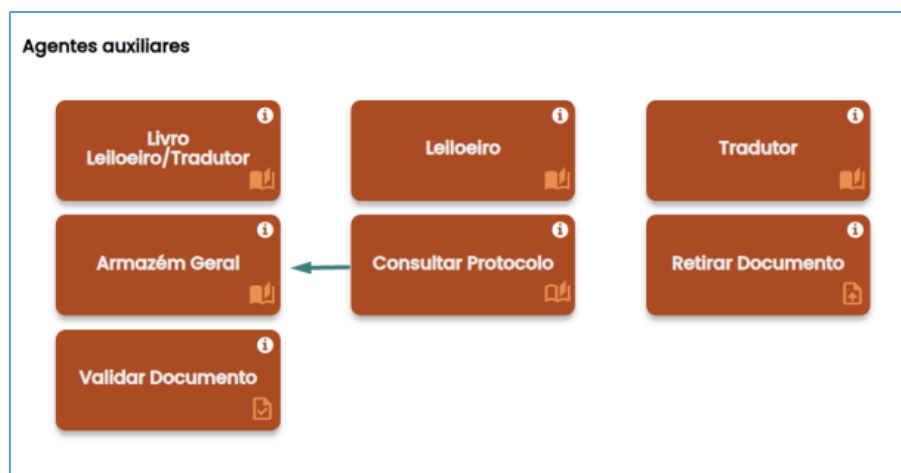 Agentes auxiliares
Livro
Leiloeiro/Tradutor
Leiloeiro
Tradutor
Armazém Geral
Consultar Protocolo
Retirar Documento
Validar Documento